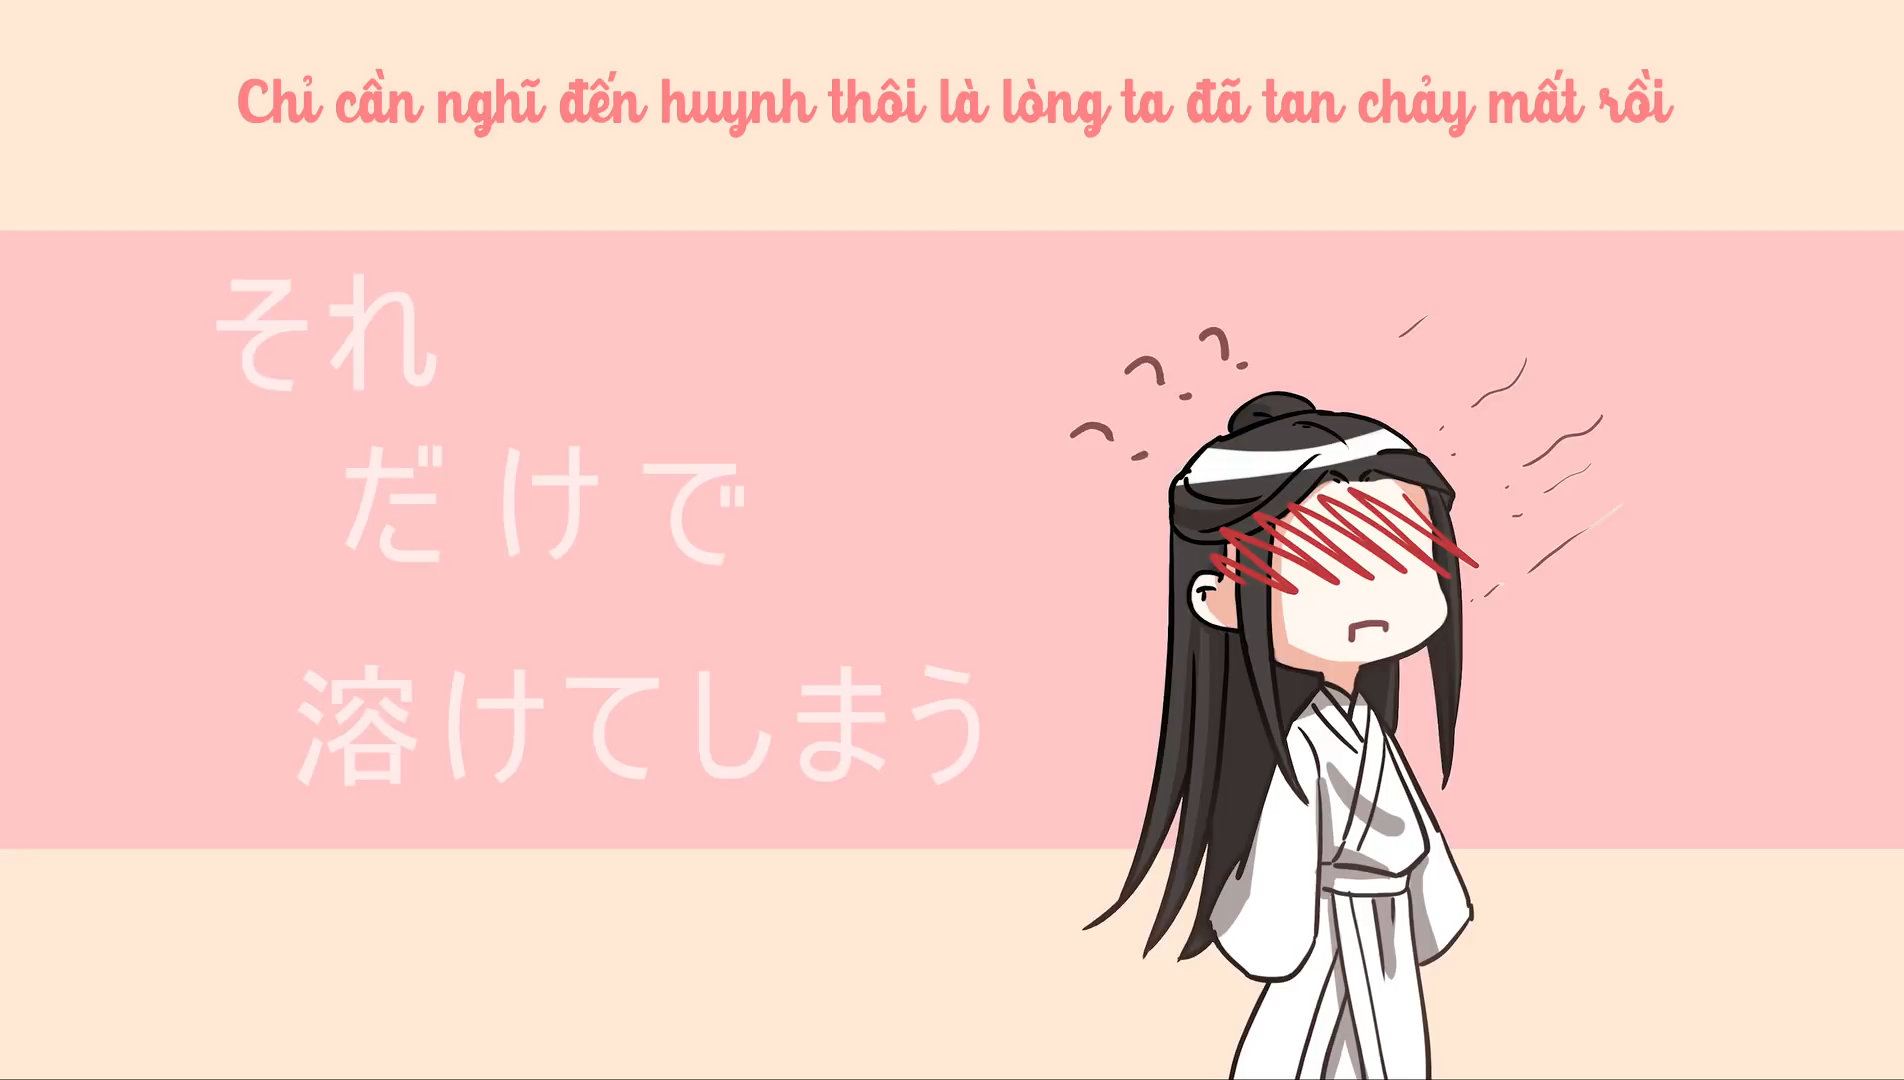 Chỉ cần nghĩ đến huynh thôi là lòng ta đã tan chảy mất rồi
それ
だけで
溶けてしまう
???